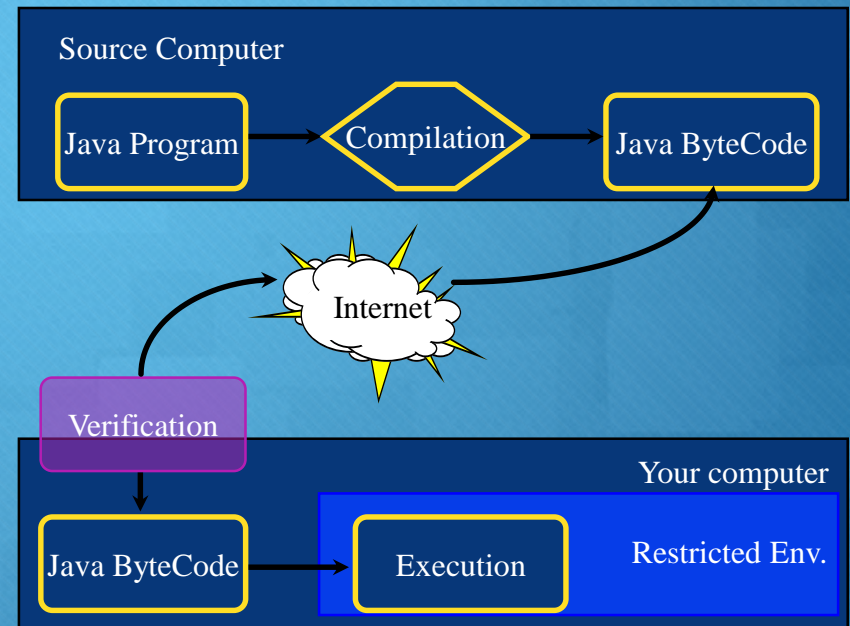 Source Computer
Java Program
Compilation
Java ByteCode
Internet
Verification
Your computer
Java ByteCode
Execution
Restricted Env.